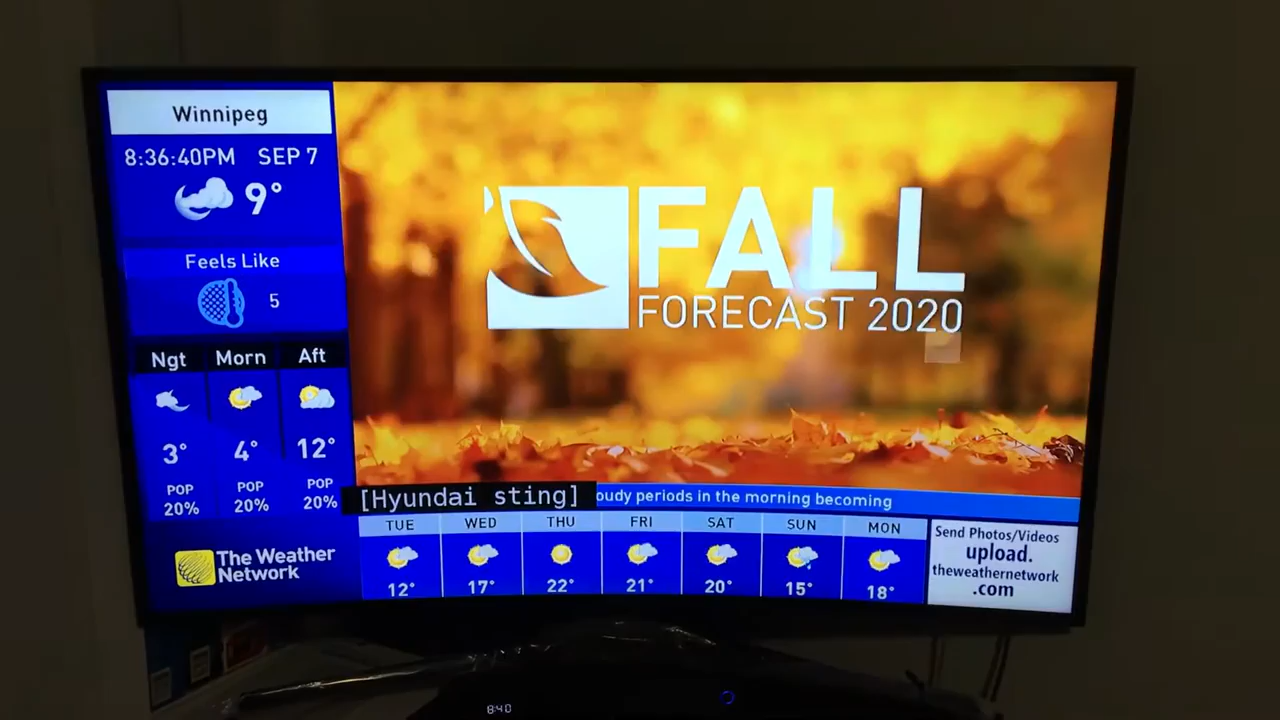 Winnipeg
8:36:40PM SEP 7
9°
Feels Like
5
Ngt Morn Aft
3° 4° 12°
POP POP POP
20% 20% 20%
The Weather
Network
FALL
FORECAST 2020
[Hyundai sting] oudy periods in the morning becoming
TUE WED THU FRI SAT SUN MON
12° 17° 22° 21° 20° 15° 18°
Send Photos/Videos
upload.
theweathernetwork
.com
8:40